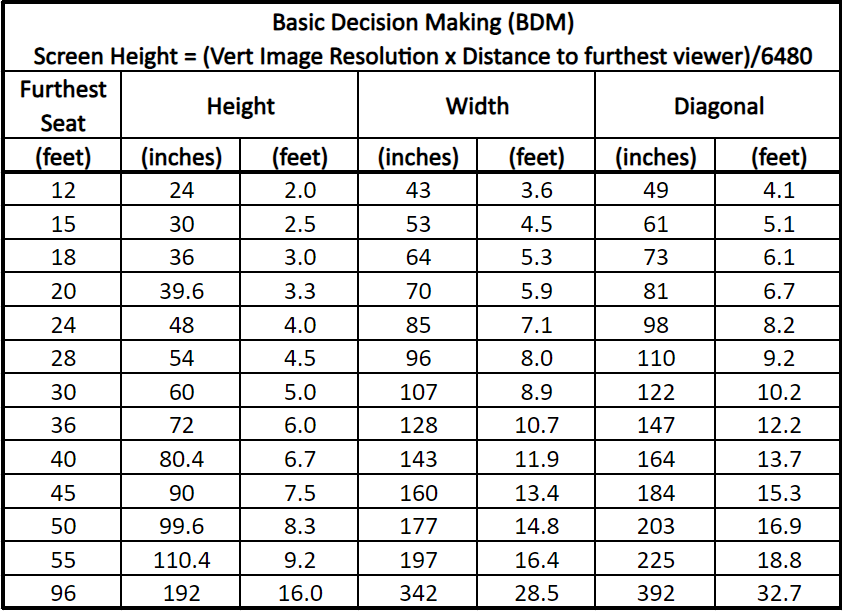 Basic Decision Making (BDM)
Screen Height = (Vert Image Resolution x Distance to furthest viewer)/6480
Furthest Seat Height Width Diagonal
(feet) (inches) (feet) (inches) (feet) (inches) (feet)
12 24 2.0 43 3.6 49 4.1
15 30 2.5 53 4.5 61 5.1
18 36 3.0 64 5.3 73 6.1
20 39.6 3.3 70 5.9 81 6.7
24 48 4.0 85 7.1 98 8.2
28 54 4.5 96 8.0 110 9.2
30 60 5.0 107 8.9 122 10.2
36 72 6.0 128 10.7 147 12.2
40 80.4 6.7 143 11.9 164 13.7
45 90 7.5 160 13.4 184 15.3
50 99.6 8.3 177 14.8 203 16.9
55 110.4 9.2 197 16.4 225 18.8
96 192 16.0 342 28.5 392 32.7